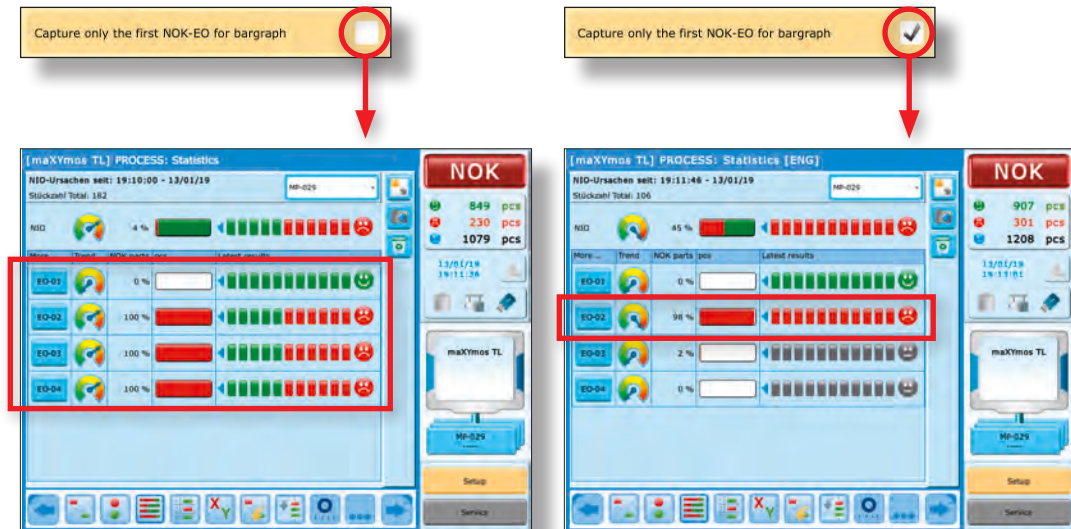 Capture only the first NOK-EO for bargraph
Capture only the first NOK-EO for bargraph
[maXYmos TL] PROCESS: Statistics
NIO-Ursachen seit: 19:10:00 - 13/01/19
Stückzahl Total: 182
MP-029
NIO
4 %
More... Trend NOK parts pcs Latest results
EO-01 0 %
EO-02 100 %
EO-03 100 %
EO-04 100 %
NOK
849 pcs
230 pcs
1079 pcs
13/01/19
19:11:36
maXYmos TL
MP-029
Setup
Service
[maXYmos TL] PROCESS: Statistics [ENG]
NIO-Ursachen seit: 19:11:46 - 13/01/19
Stückzahl Total: 106
MP-029
NIO
45 %
More ... Trend NOK parts pcs Latest results
EO-01 0 %
EO-02 98 %
EO-03 2 %
EO-04 0 %
NOK
907 pcs
301 pcs
1208 pcs
13/01/19
19:13:01
maXYmos TL
MP-029
Setup
Service
X Y
X Y